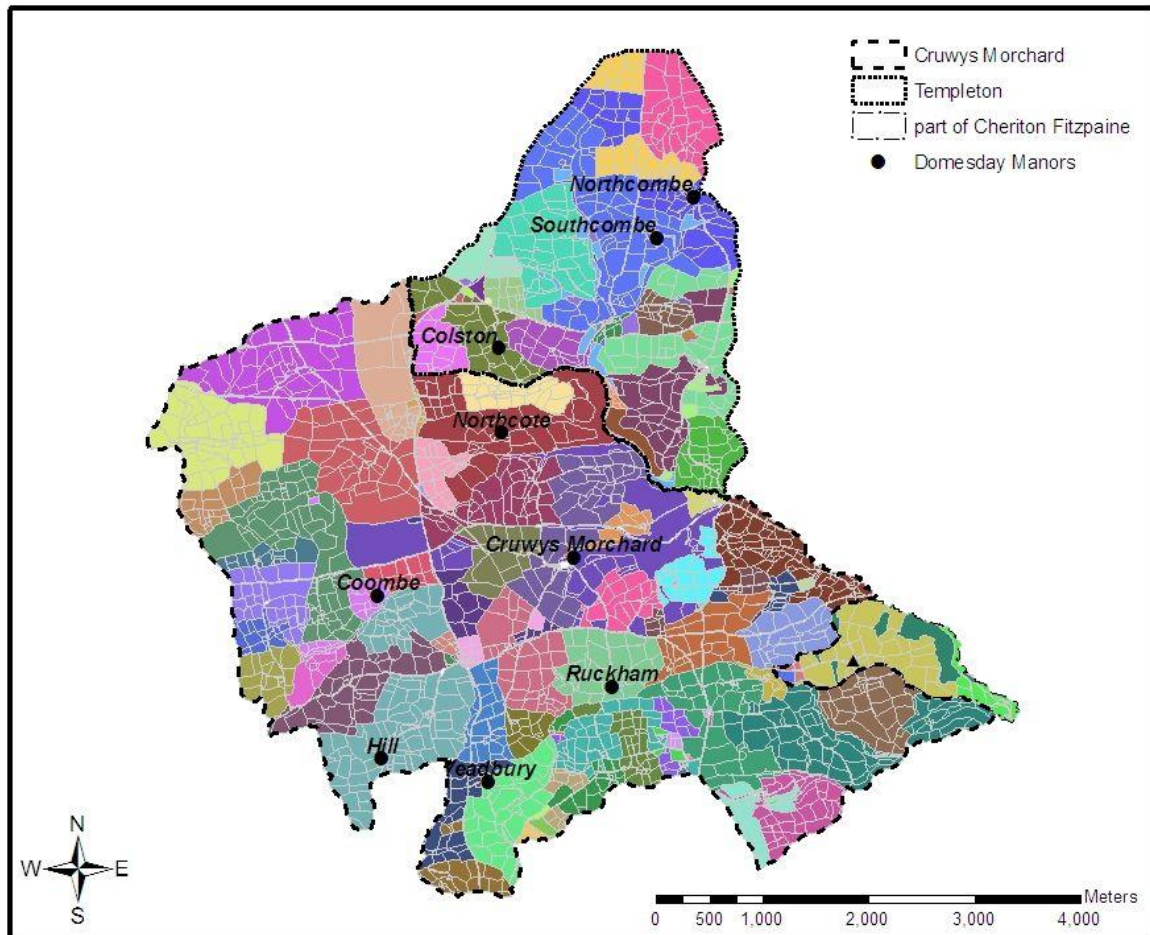 Cruwys Morchard
Templeton
part of Cheriton Fitzpaine
Domesday Manors
Northcombe
Southcombe
Colston
Northcote
Cruwys Morchard
Coombe
Ruckham
Hill
Yeadbury
N
W E
S
Meters
0 500 1,000 2,000 3,000 4,000